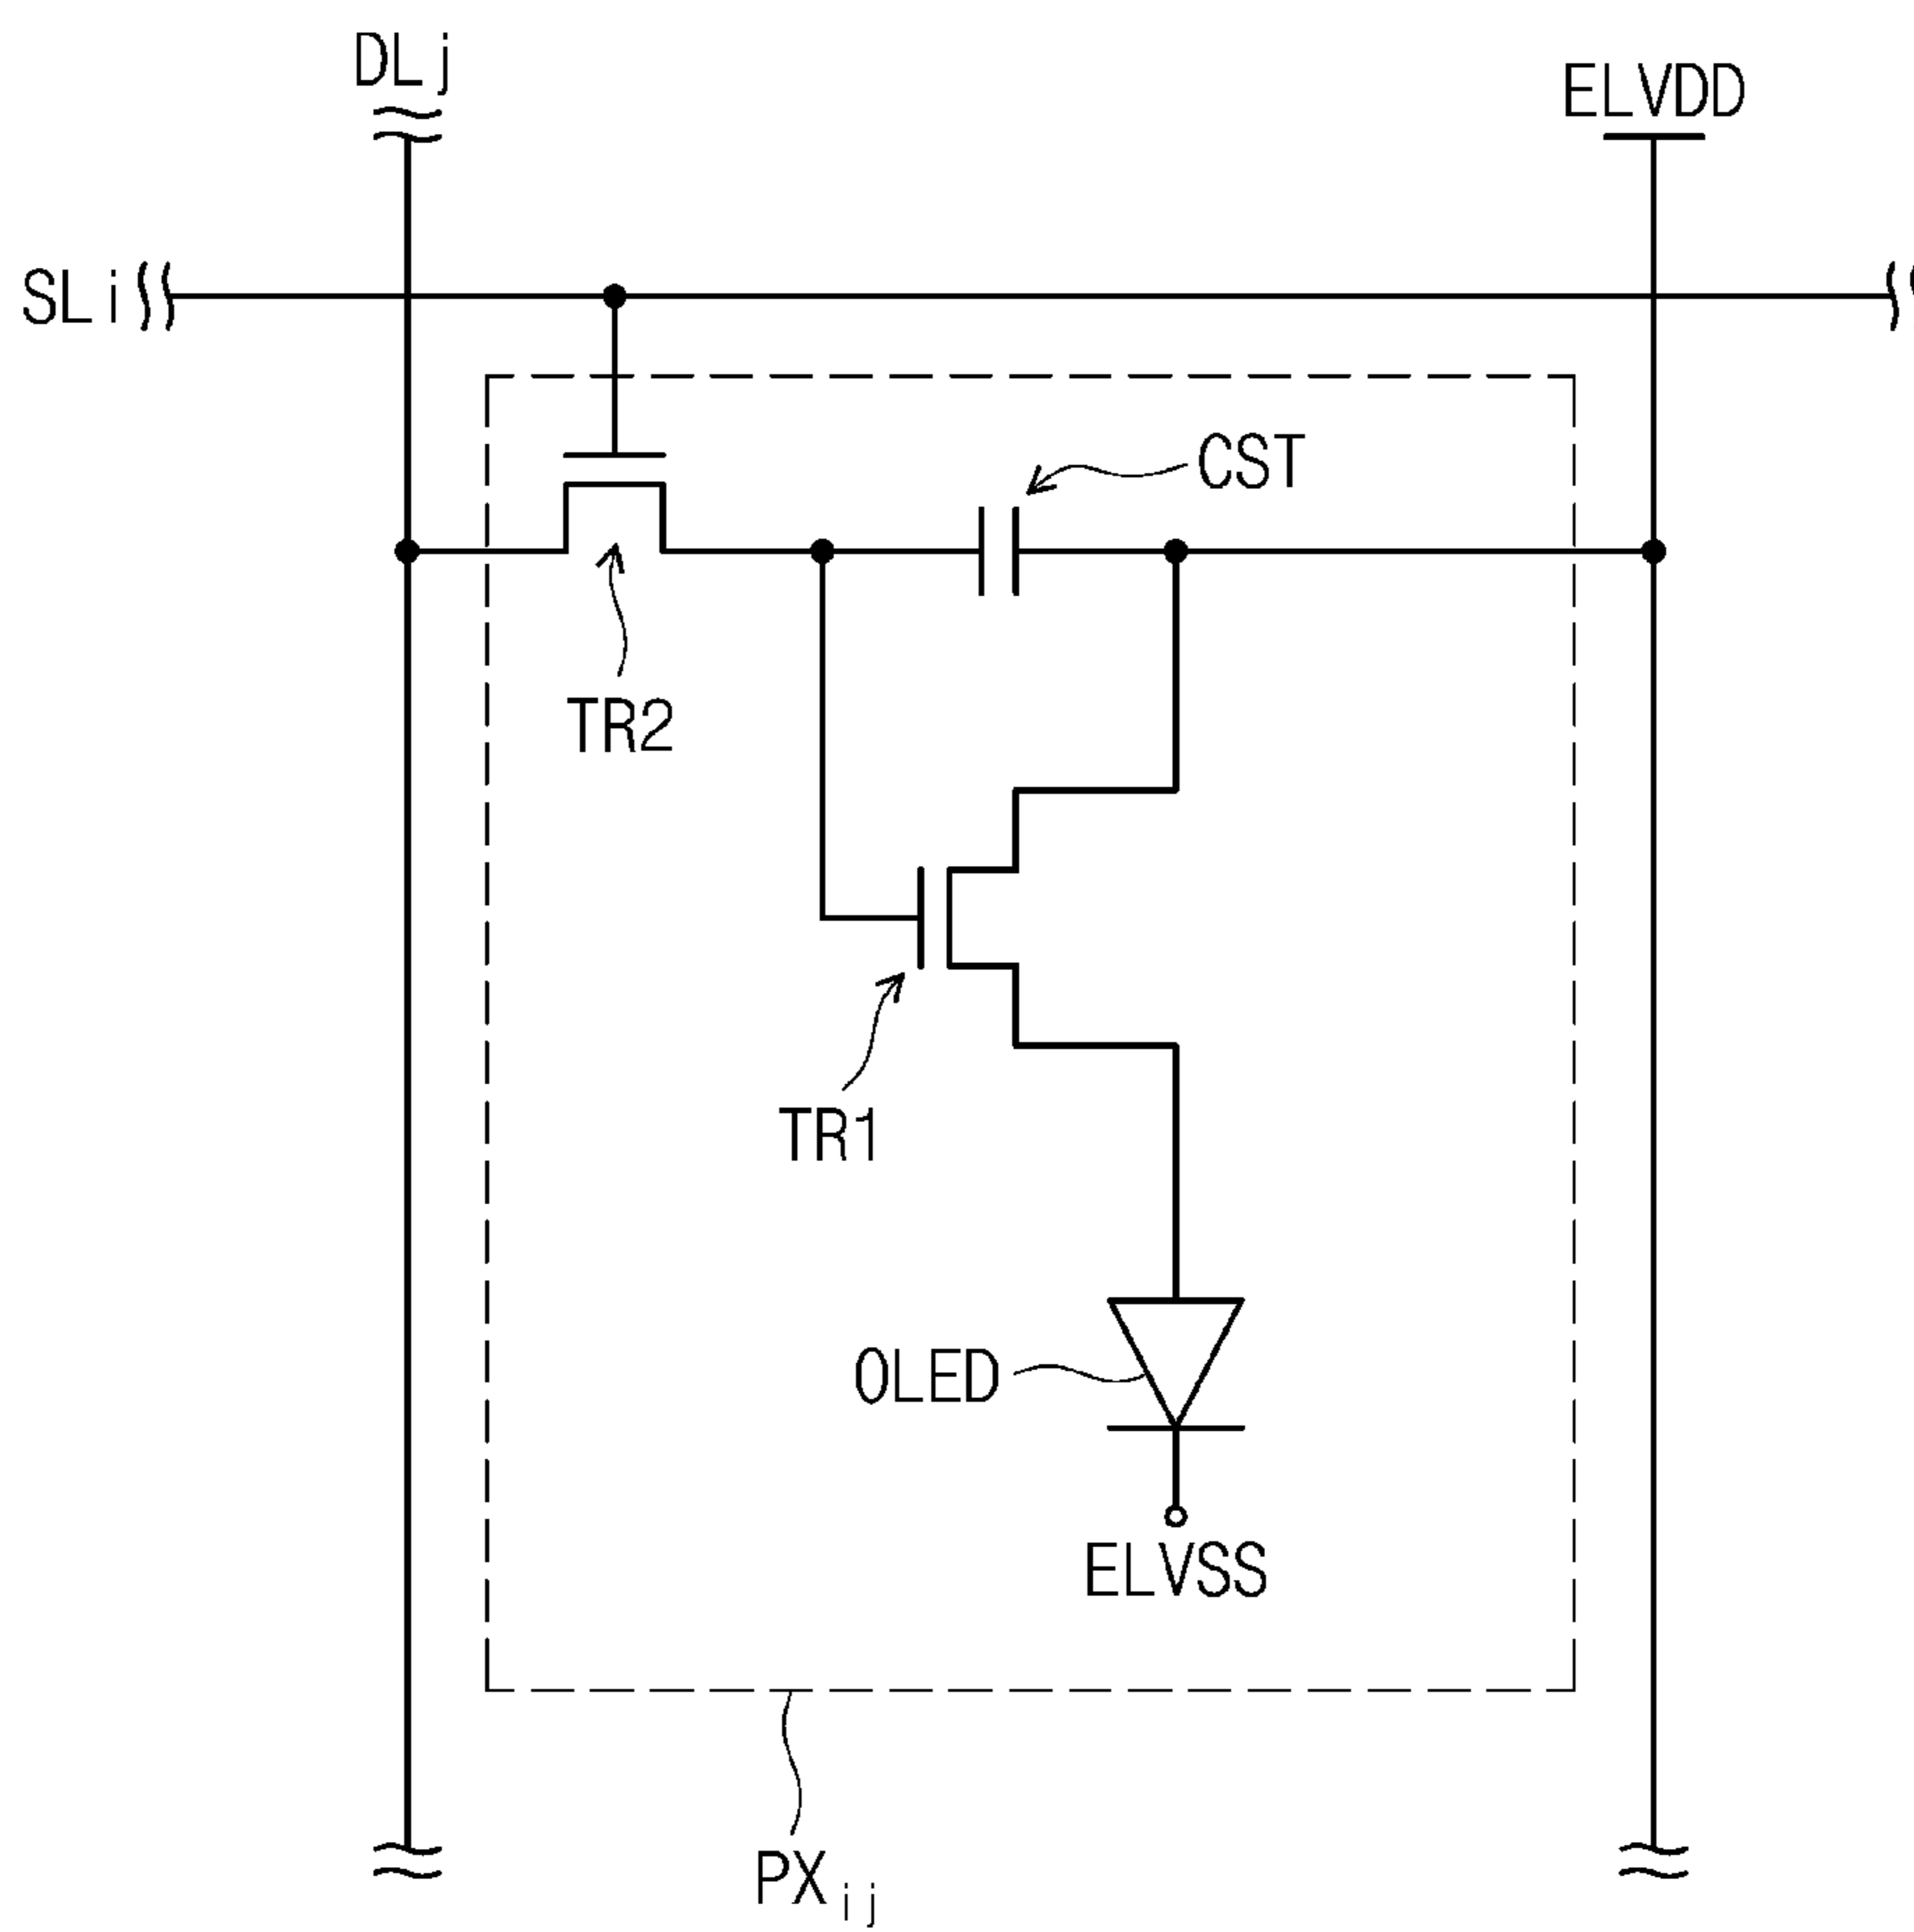 DLj
ELVDD
SLi
CST
TR2
TR1
OLED
ELVSS
PXij